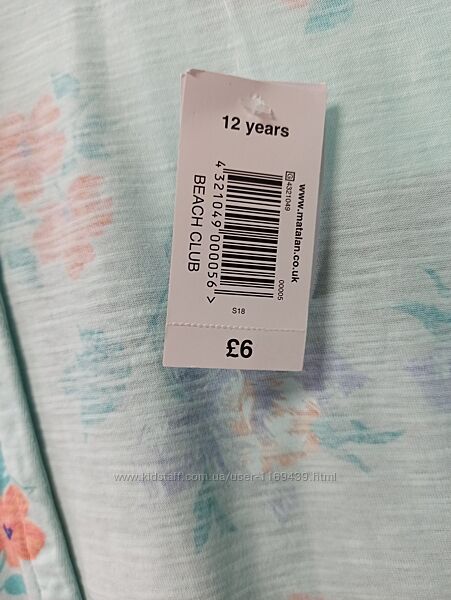 12 years
www.matalan.co.uk
4321049
00005
4 321049 000056 >
BEACH CLUB
S18
£6
www.kidstaff.com.ua/user-1169439.html